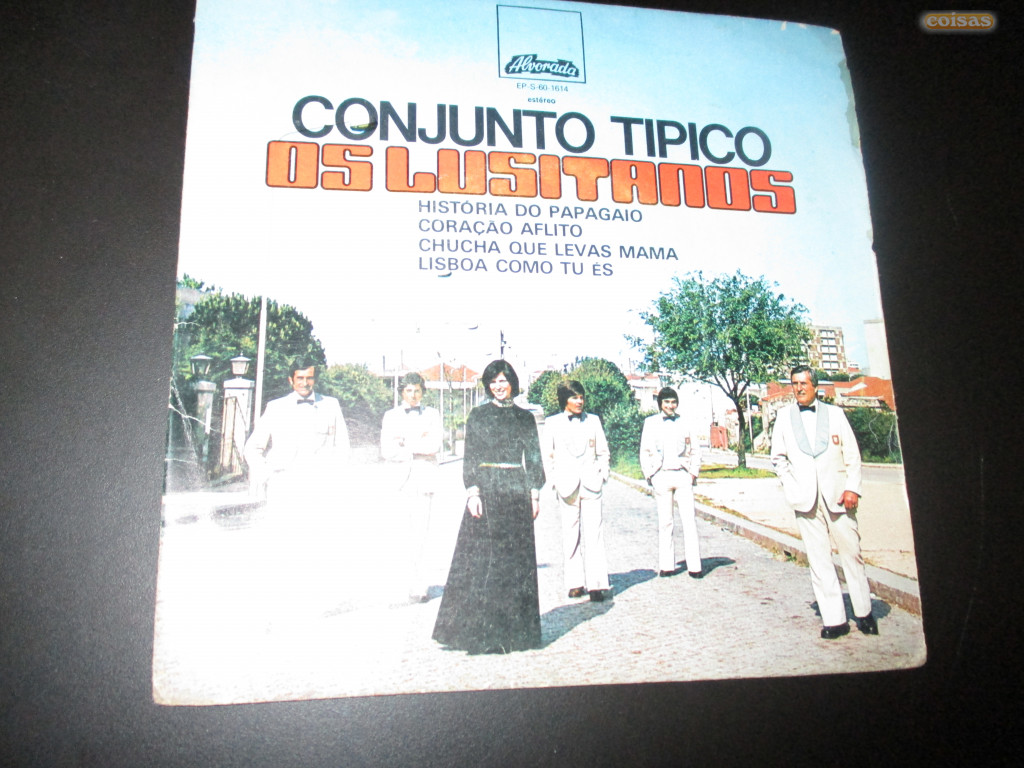 coisas
Alvorada
EP-S-60-1614
estéreo
CONJUNTO TIPICO
OS LUSITANOS
HISTÓRIA DO PAPAGAIO
CORAÇÃO AFLITO
CHUCHA QUE LEVAS MAMA
LISBOA COMO TU ÉS